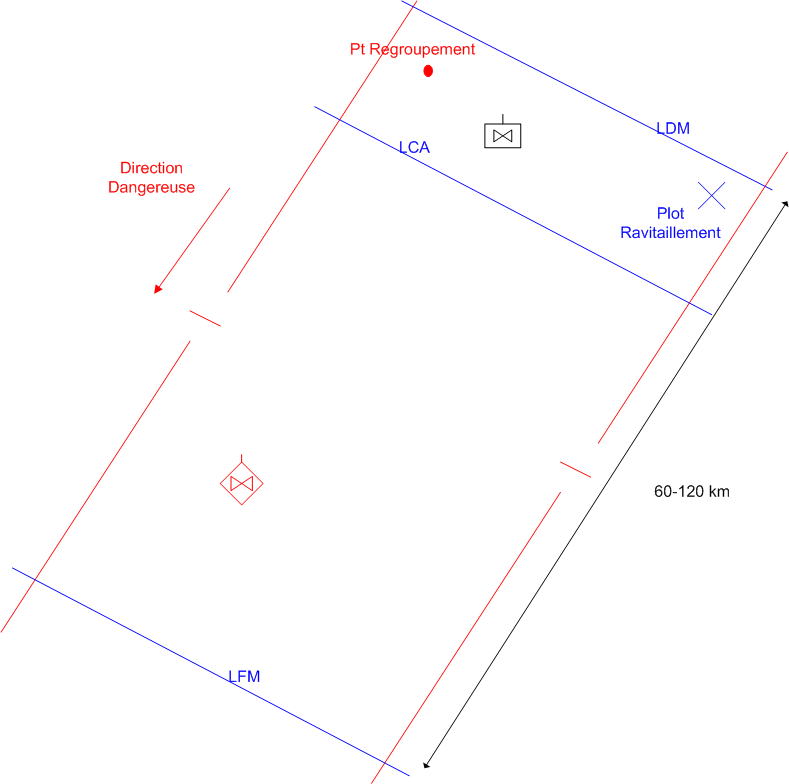 Pt Regroupement
LDM
LCA
Direction
Dangereuse
Plot
Ravitaillement
60-120 km
LFM